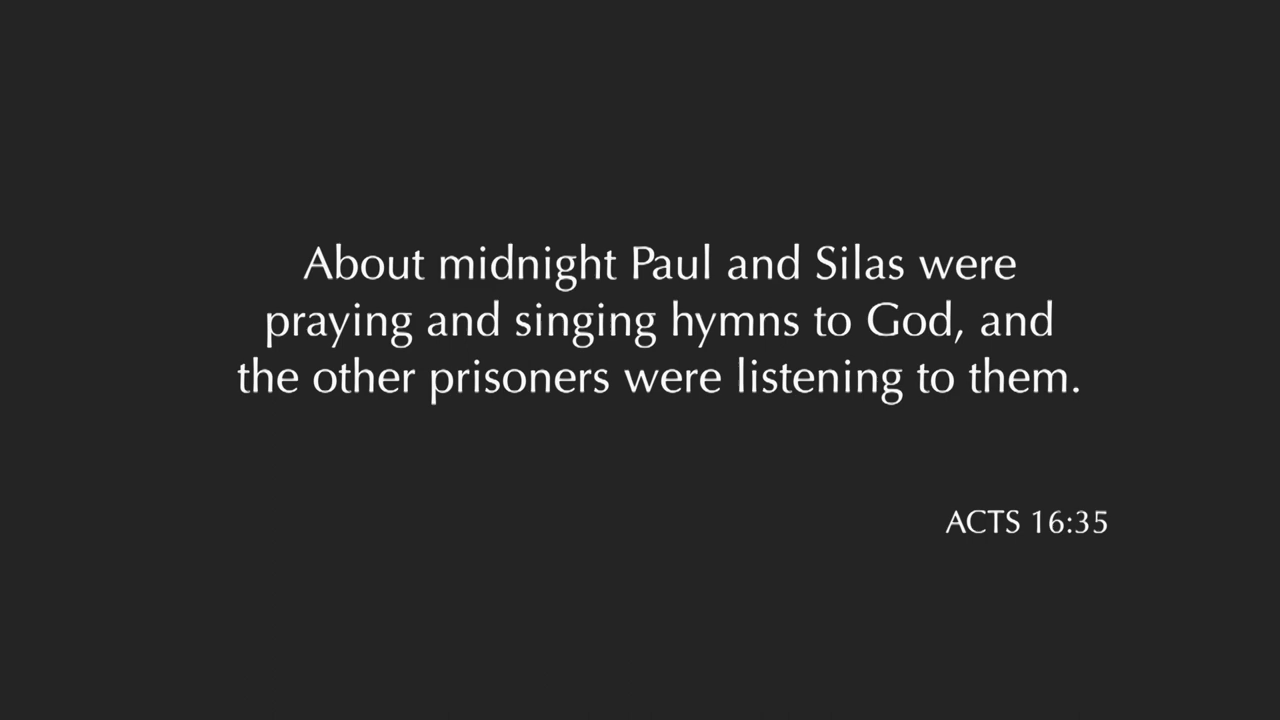 About midnight Paul and Silas were
praying and singing hymns to God, and
the other prisoners were listening to them.
ACTS 16:35